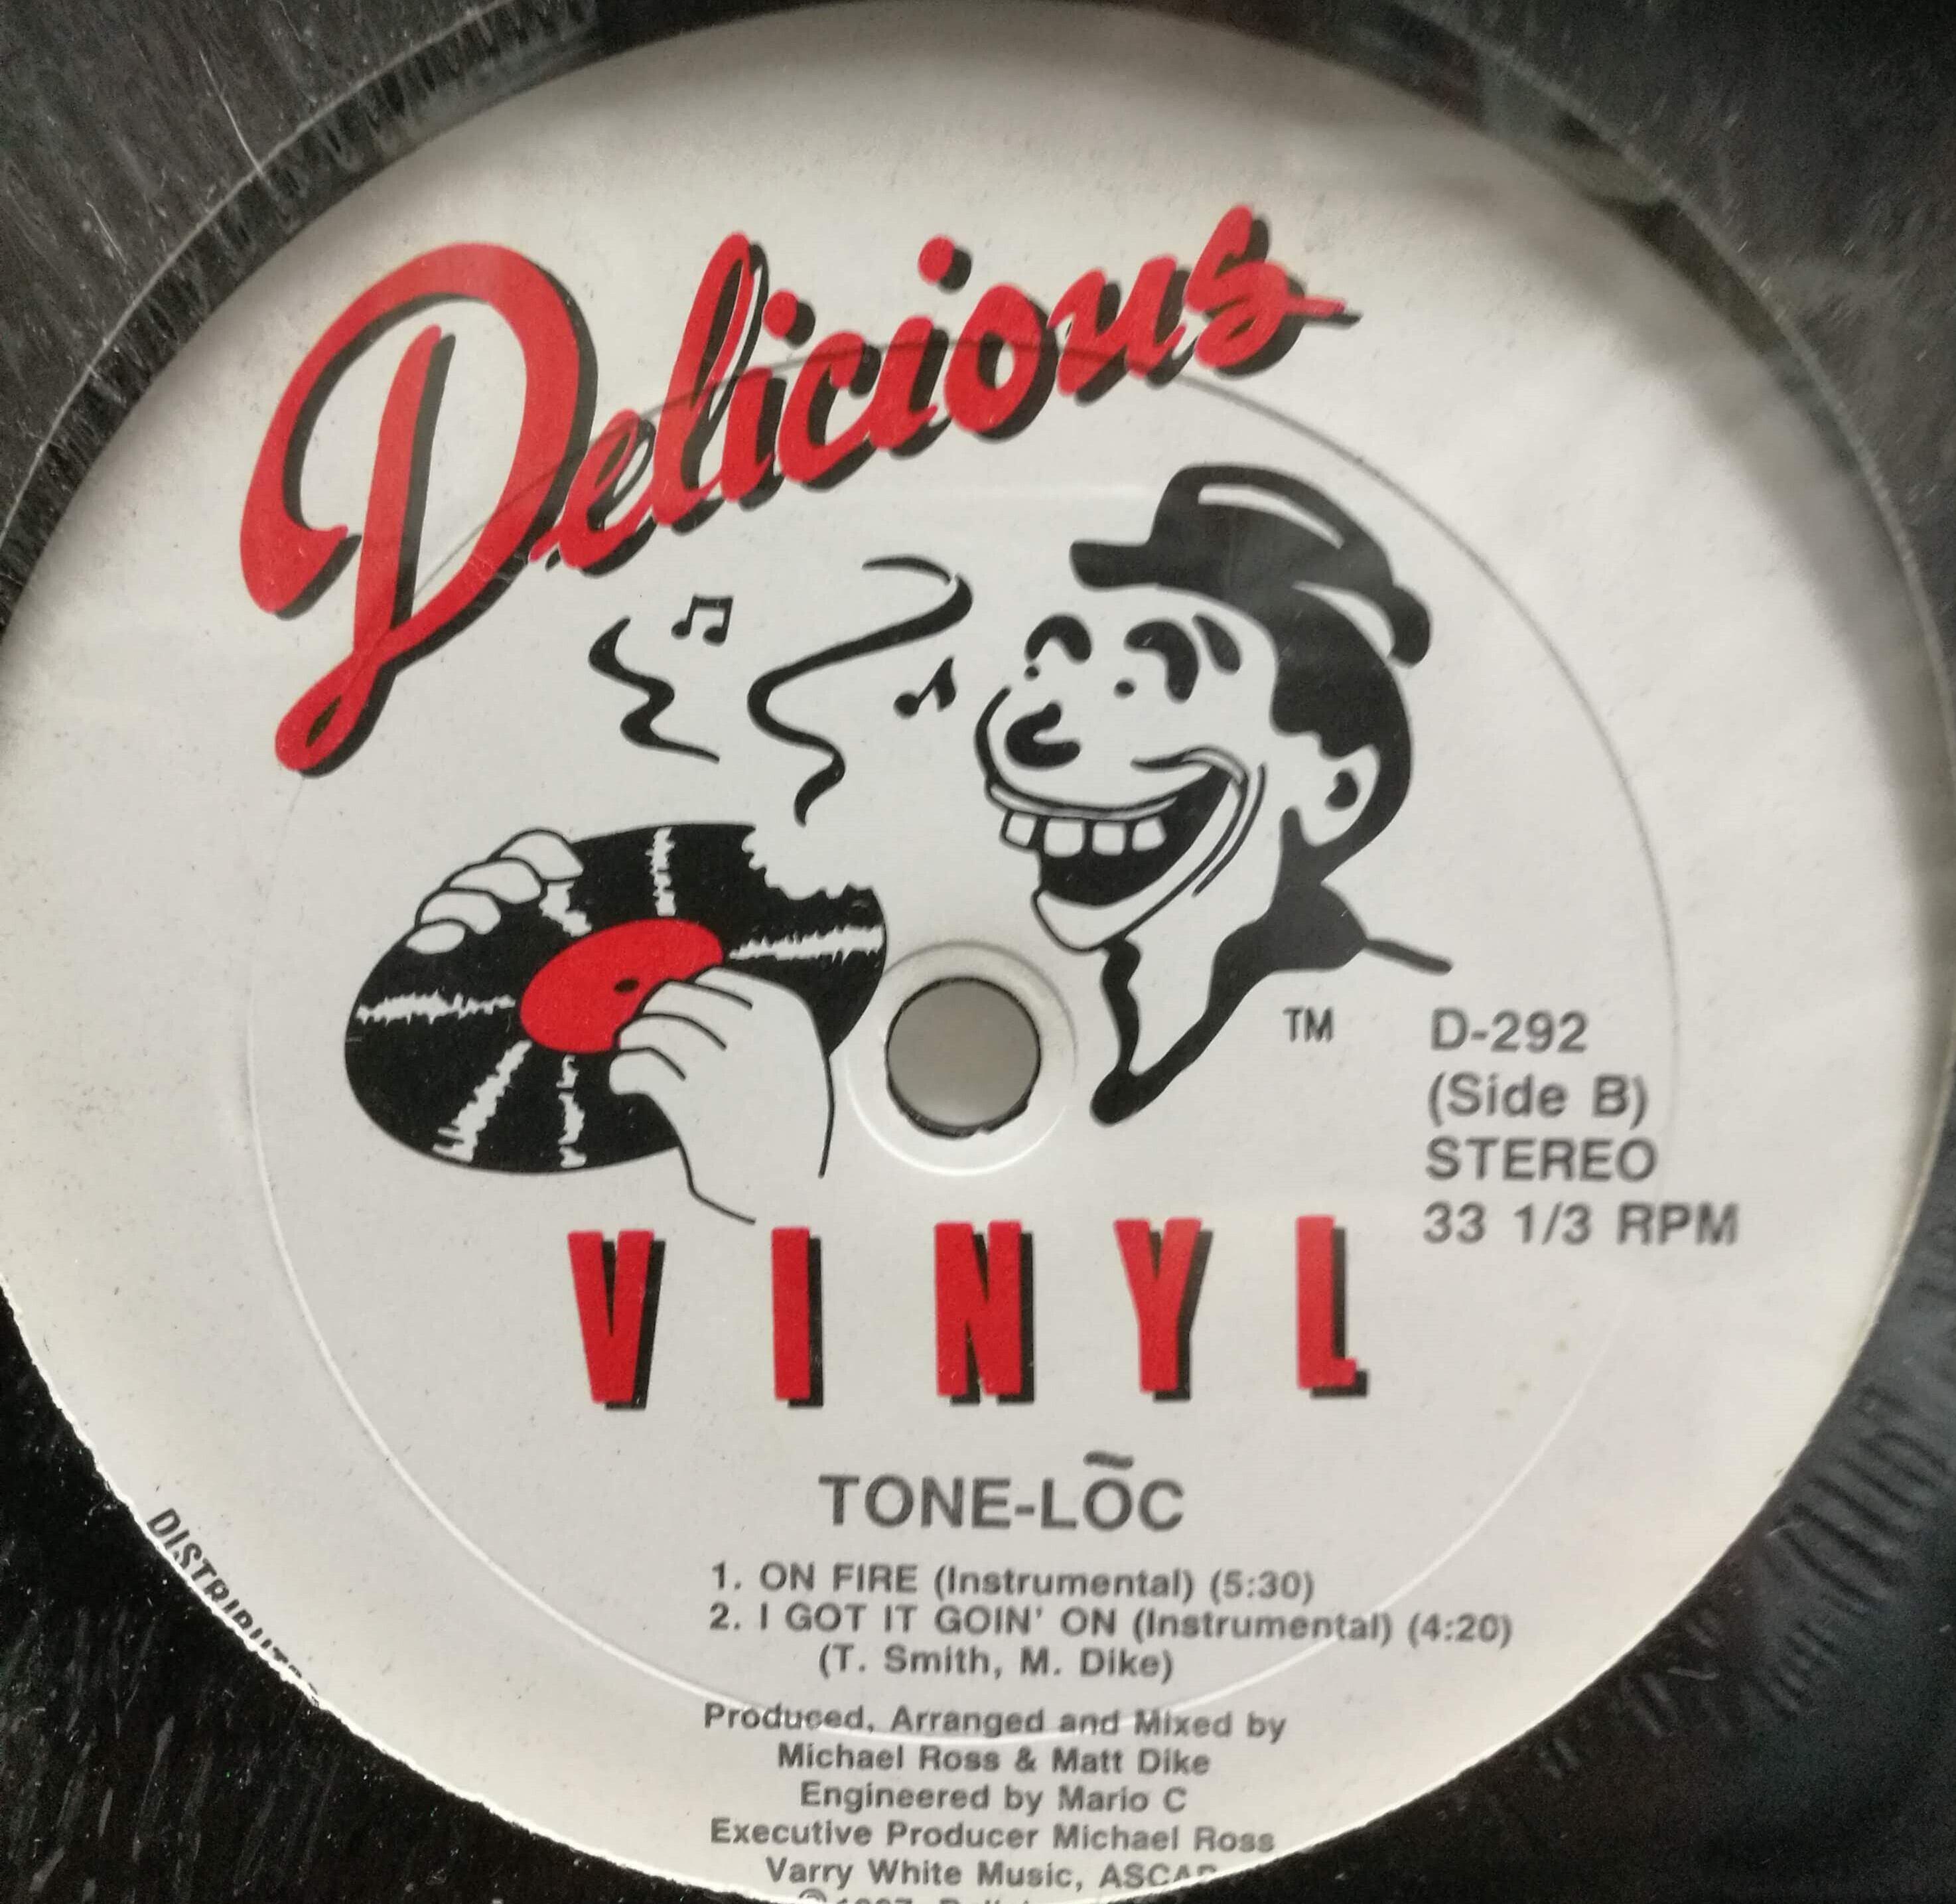 Delicious
VINYL
TM
D-292
(Side B)
STEREO
33 1/3 RPM
TONE-LŌC
1. ON FIRE (Instrumental) (5:30)
2. I GOT IT GOIN' ON (Instrumental) (4:20)
(T. Smith, M. Dike)
Produced, Arranged and Mixed by
Michael Ross & Matt Dike
Engineered by Mario C
Executive Producer Michael Ross
Varry White Music, ASCAP